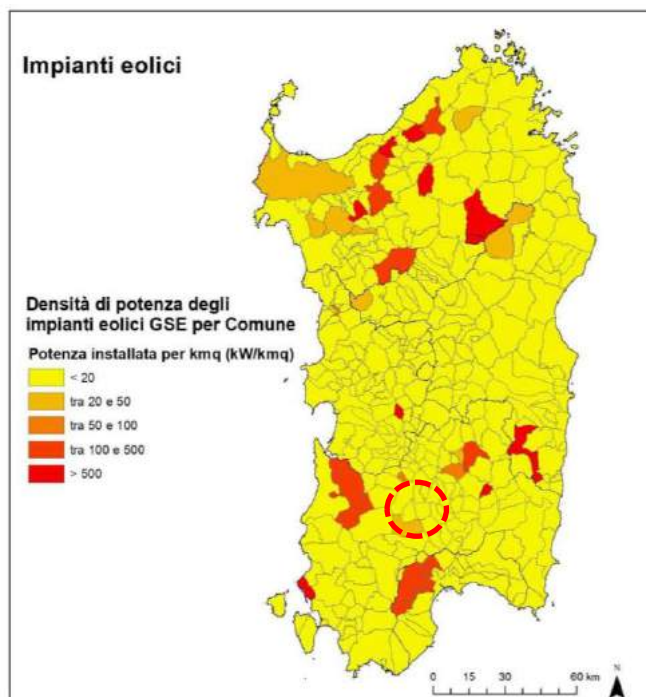 Impianti eolici
Densità di potenza degli
impianti eolici GSE per Comune
Potenza installata per kmq (kW/kmq)
< 20
tra 20 e 50
tra 50 e 100
tra 100 e 500
> 500
0 15 30 60 km
N